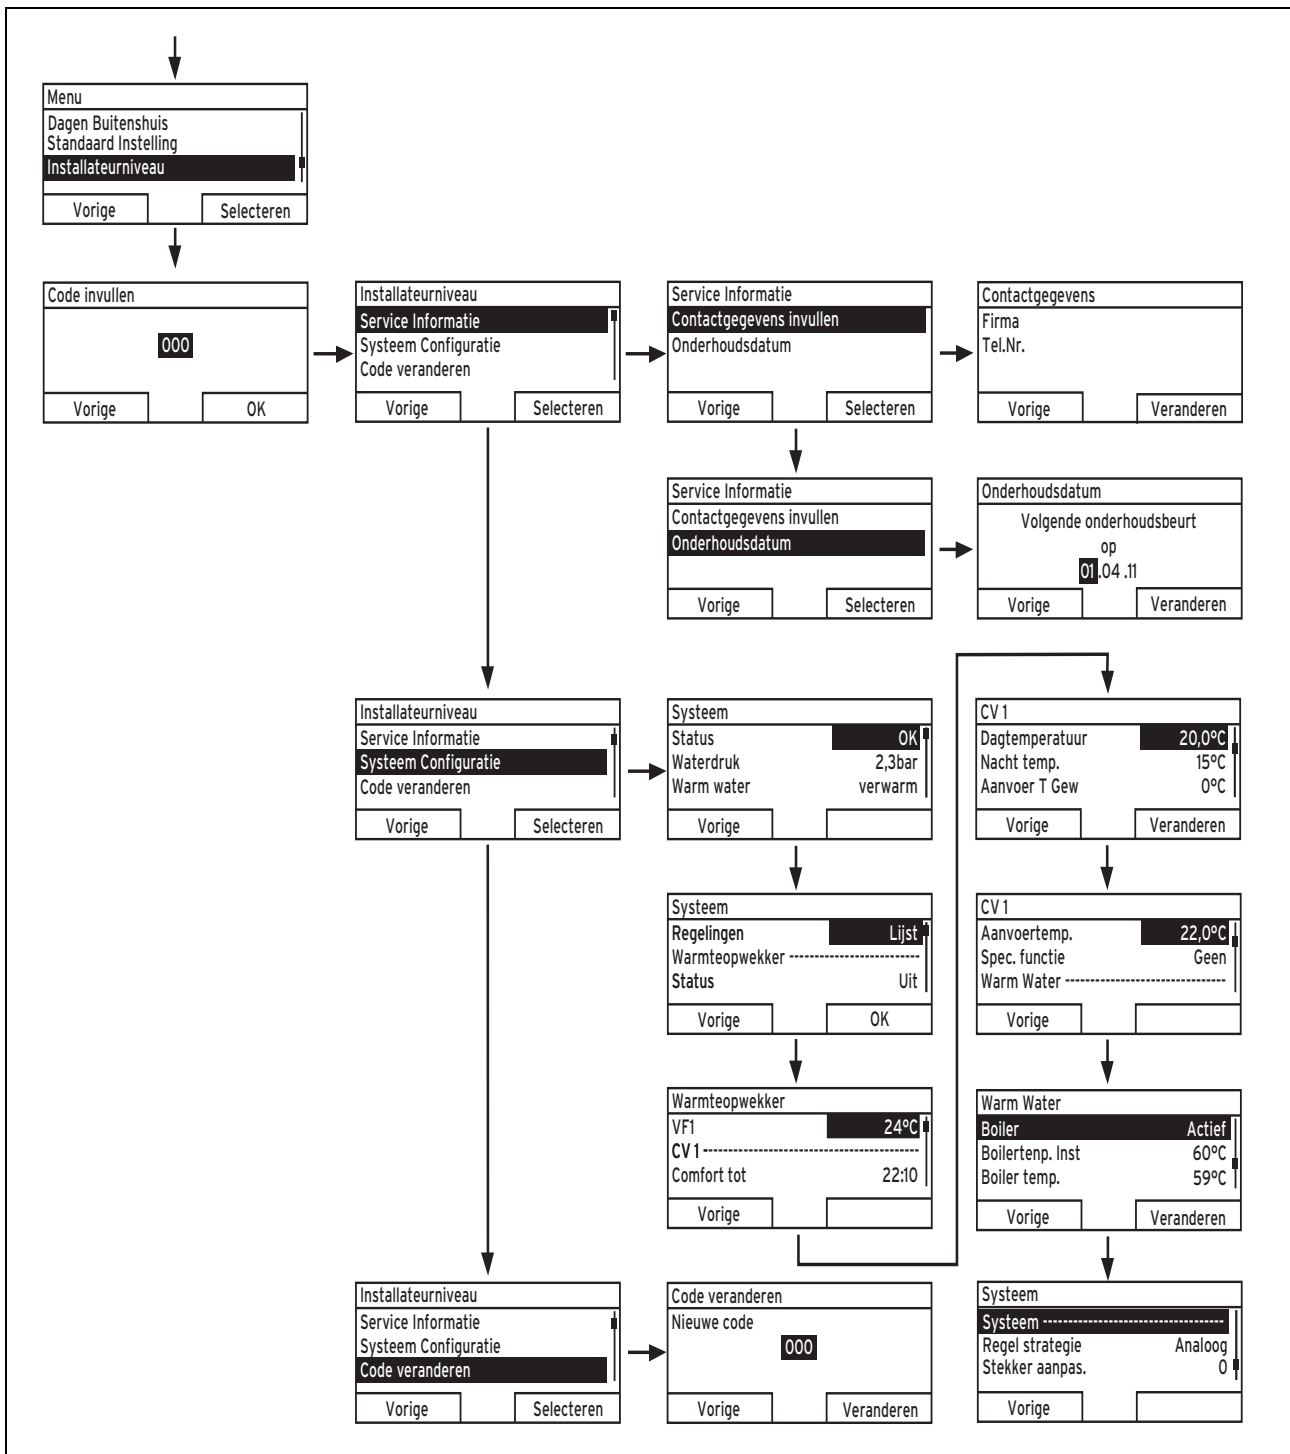 Menu
Dagen Buitenshuis
Standaard Instelling
Installateurniveau
Vorige
Selecteren
Code invullen
000
Vorige
OK
Installateurniveau
Service Informatie
Systeem Configuratie
Code veranderen
Vorige
Selecteren
Service Informatie
Contactgegevens invullen
Onderhoudsdatum
Vorige
Selecteren
Contactgegevens
Firma
Tel.Nr.
Vorige
Veranderen
Service Informatie
Contactgegevens invullen
Onderhoudsdatum
Vorige
Selecteren
Onderhoudsdatum
Volgende onderhoudsbeurt
op
01.04.11
Vorige
Veranderen
Installateurniveau
Service Informatie
Systeem Configuratie
Code veranderen
Vorige
Selecteren
Systeem
Status OK
Waterdruk 2,3bar
Warm water verwarm
Vorige
CV 1
Dagtemperatuur 20,0°C
Nacht temp. 15°C
Aanvoer T Gew 0°C
Vorige
Veranderen
Systeem
Regelingen Lijst
Warmteopwekker --------------------------
Status Uit
Vorige
OK
CV 1
Aanvoertemp. 22,0°C
Spec. functie Geen
Warm Water --------------------------------
Vorige
Warmteopwekker
VF1 24°C
CV 1 -------------------------------------------
Comfort tot 22:10
Vorige
Warm Water
Boiler Actief
Boilertenp. Inst 60°C
Boiler temp. 59°C
Vorige
Veranderen
Installateurniveau
Service Informatie
Systeem Configuratie
Code veranderen
Vorige
Selecteren
Code veranderen
Nieuwe code
000
Vorige
Veranderen
Systeem
Systeem ------------------------------------
Regel strategie Analoog
Stekker aanpas. 0
Vorige